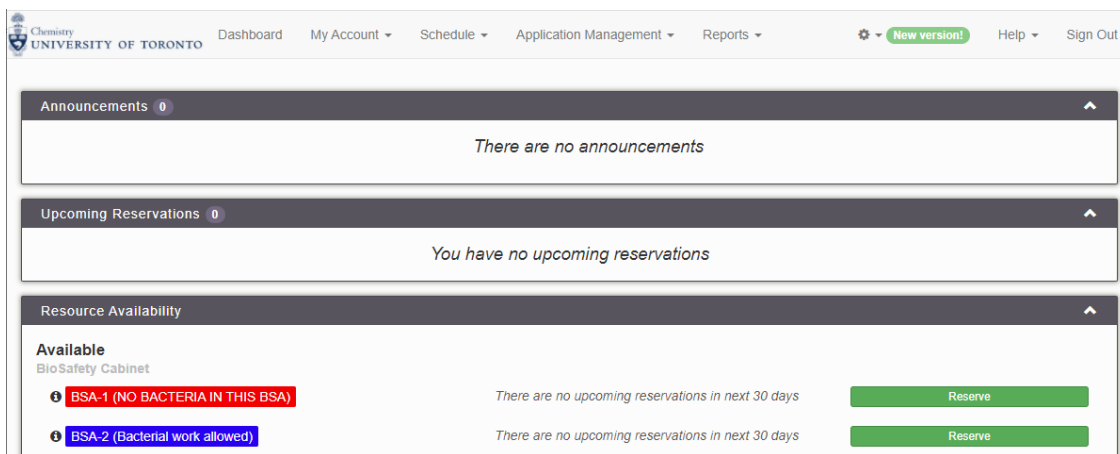 Chemistry
UNIVERSITY OF TORONTO
Dashboard My Account Schedule Application Management Reports New version! Help Sign Out
Announcements 0
There are no announcements
Upcoming Reservations 0
You have no upcoming reservations
Resource Availability
Available
BioSafety Cabinet
BSA-1 (NO BACTERIA IN THIS BSA) There are no upcoming reservations in next 30 days Reserve
BSA-2 (Bacterial work allowed) There are no upcoming reservations in next 30 days Reserve